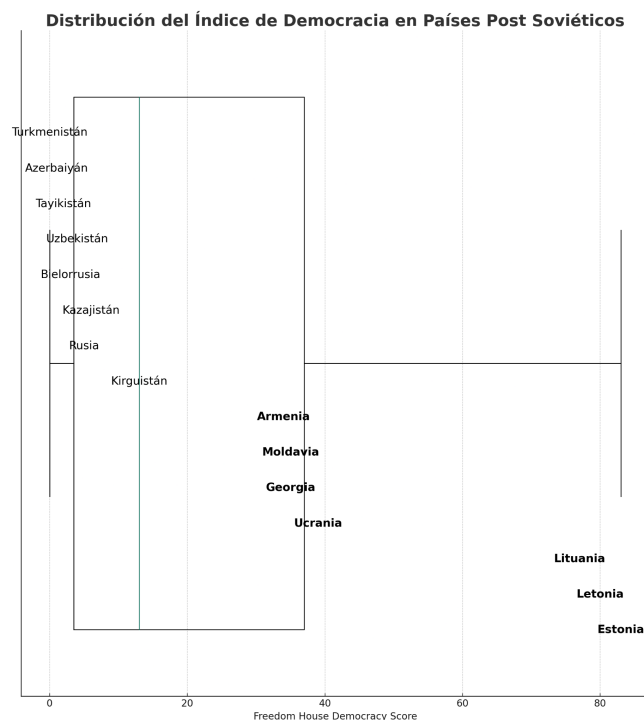 Distribución del Índice de Democracia en Países Post Soviéticos
Turkmenistán
Azerbaiyán
Tayikistán
Uzbekistán
Bielorrusia
Kazajistán
Rusia
Kirguistán
Armenia
Moldavia
Georgia
Ucrania
Lituania
Letonia
Estonia
0 20 40 60 80
Freedom House Democracy Score